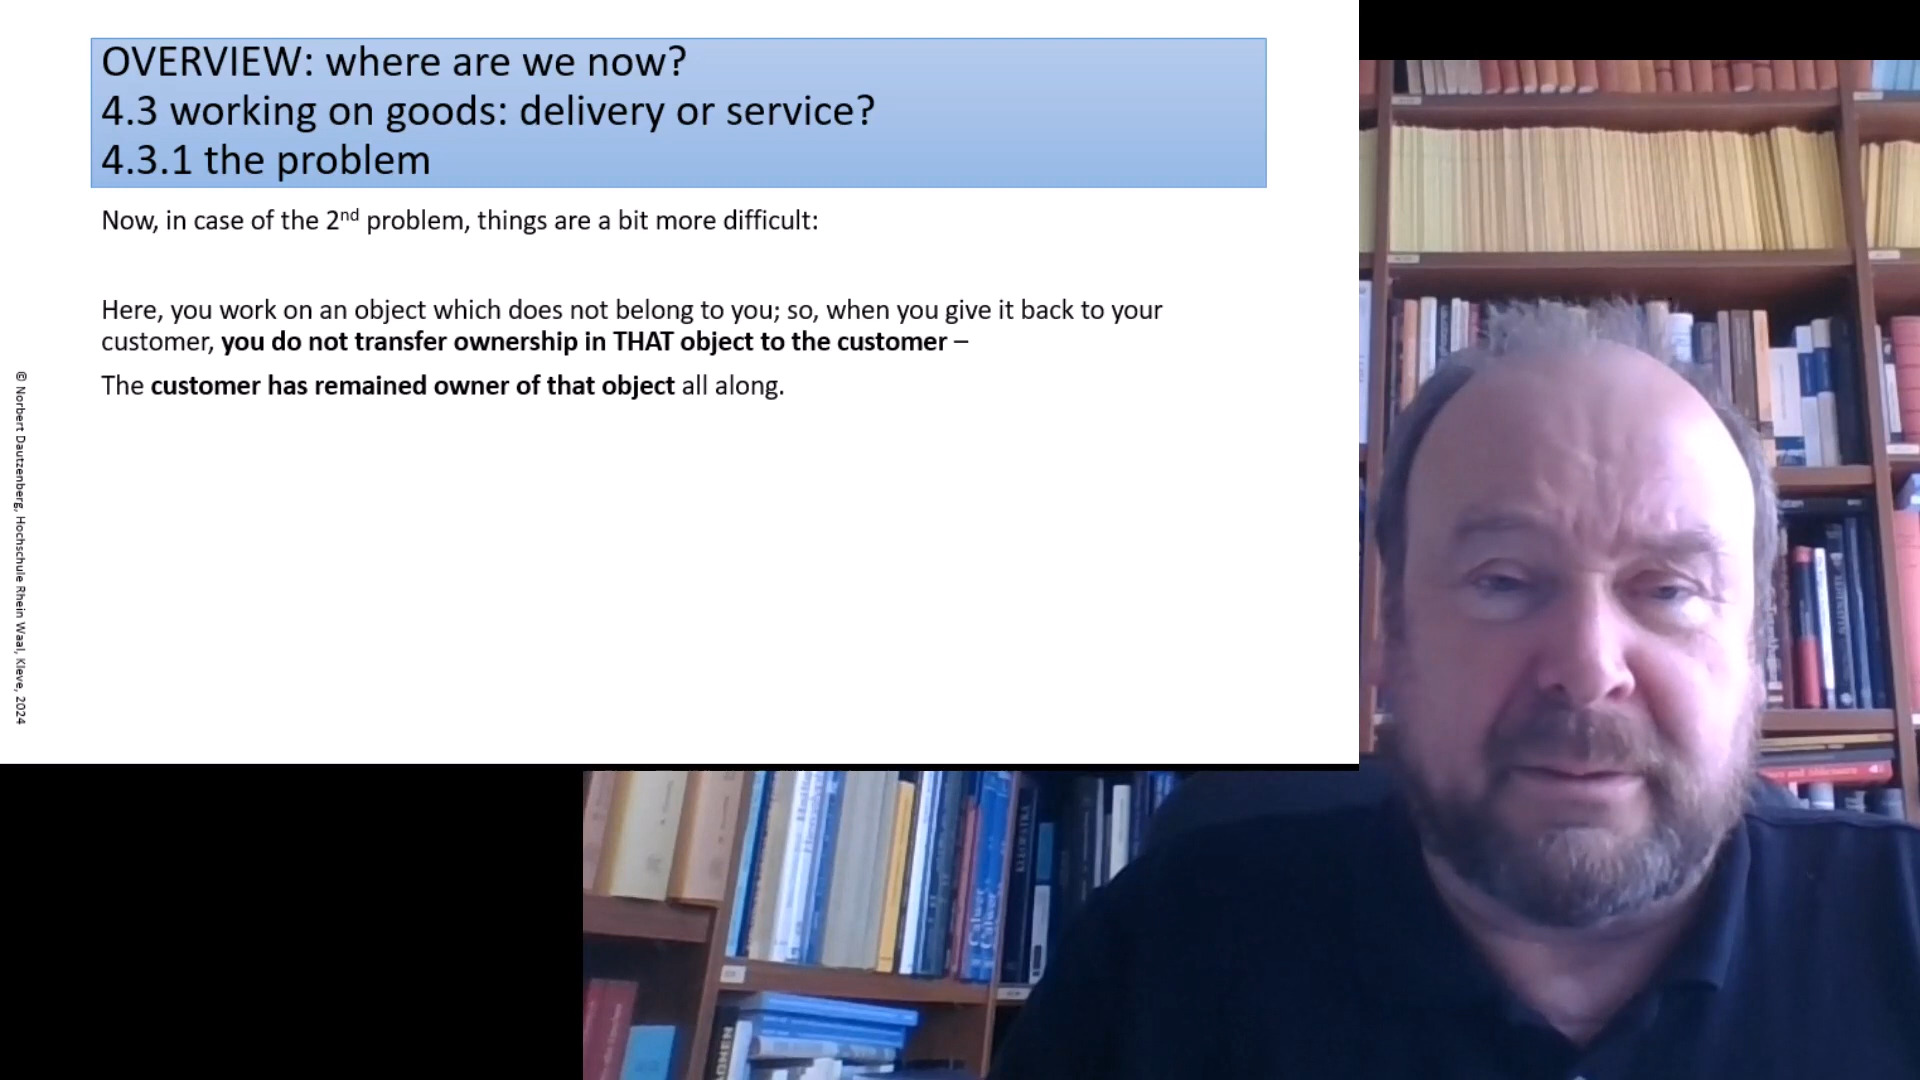 OVERVIEW: where are we now?
4.3 working on goods: delivery or service?
4.3.1 the problem
Now, in case of the 2nd problem, things are a bit more difficult:
Here, you work on an object which does not belong to you; so, when you give it back to your
customer, you do not transfer ownership in THAT object to the customer –
The customer has remained owner of that object all along.
© Norbert Dautzenberg, Hochschule Rhein Waal, Kleve, 2024
Calwer
Calwer